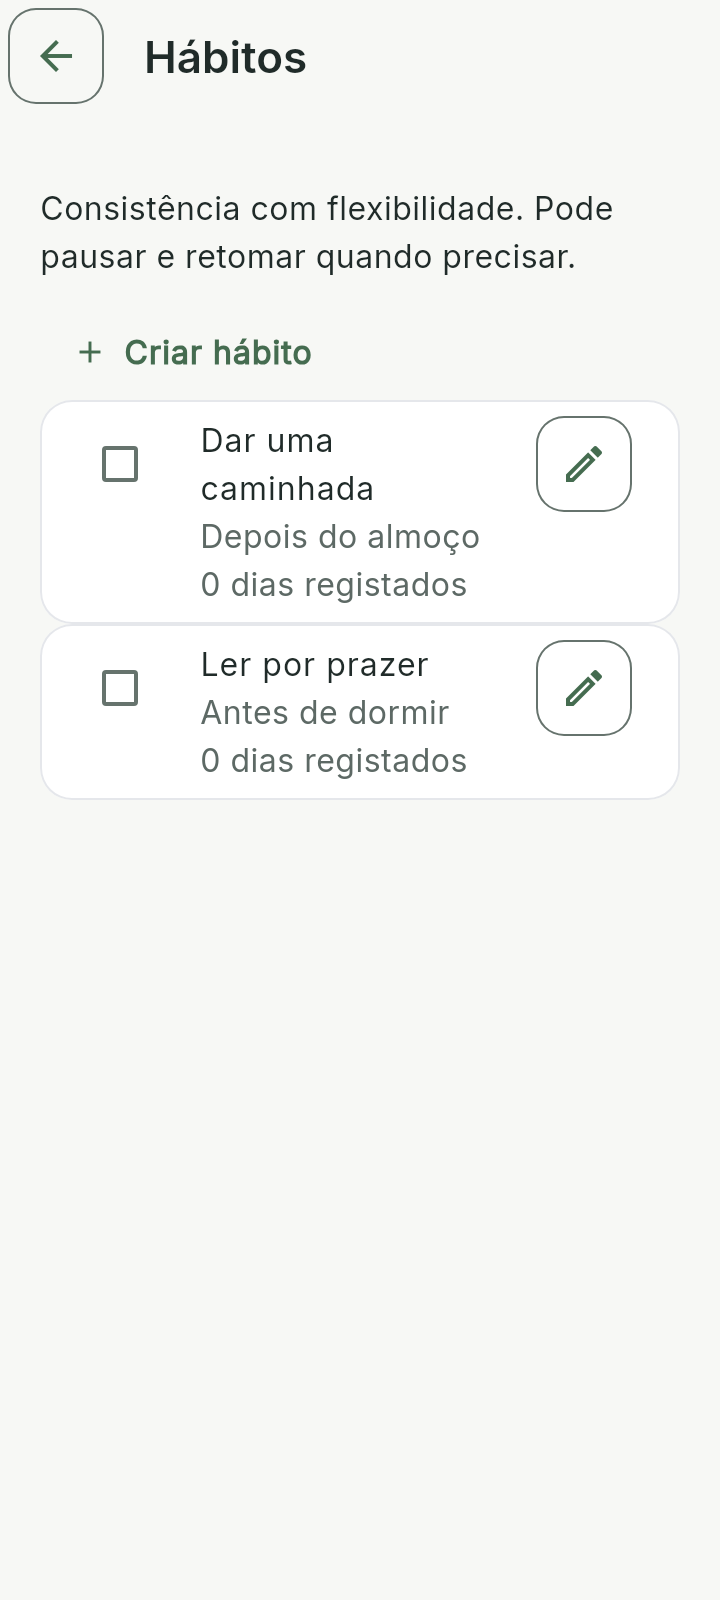 Hábitos
Consistência com flexibilidade. Pode
pausar e retomar quando precisar.
Criar hábito
Dar uma
caminhada
Depois do almoço
0 dias registados
Ler por prazer
Antes de dormir
0 dias registados